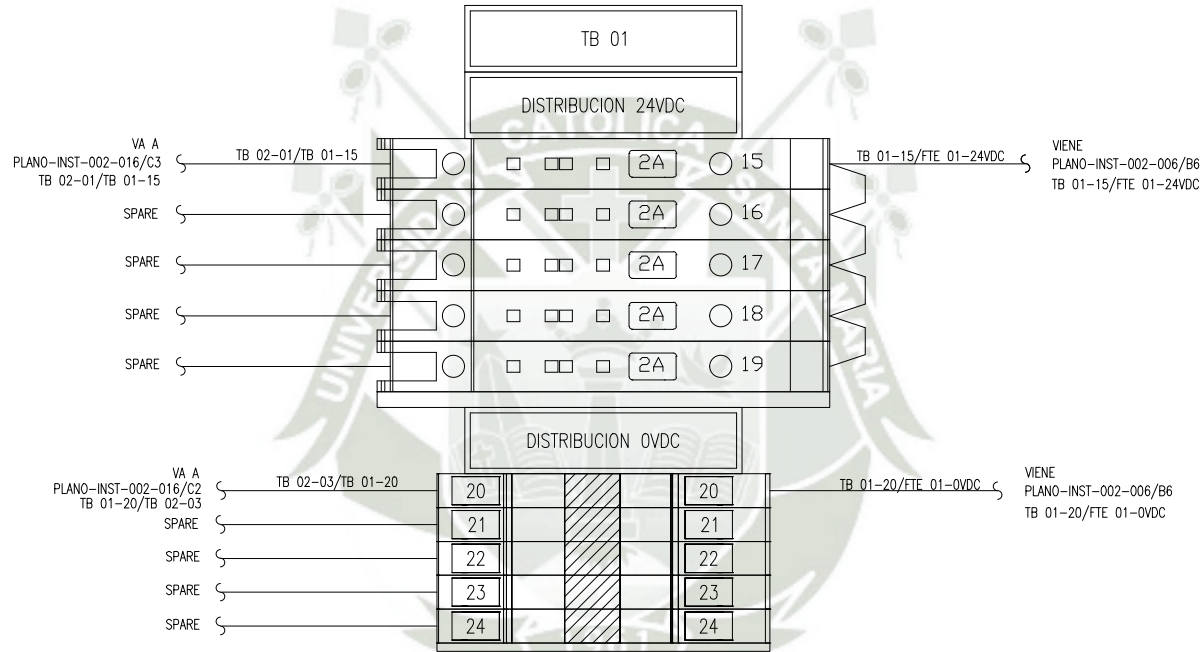 TB 01
DISTRIBUCION 24VDC
VA A
PLANO-INST-002-016/C3
TB 02-01/TB 01-15
TB 02-01/TB 01-15
2A 15
TB 01-15/FTE 01-24VDC
VIENE
PLANO-INST-002-006/B6
TB 01-15/FTE 01-24VDC
SPARE
2A 16
SPARE
2A 17
SPARE
2A 18
SPARE
2A 19
DISTRIBUCION 0VDC
VA A
PLANO-INST-002-016/C2
TB 01-20/TB 02-03
TB 02-03/TB 01-20
20 20
TB 01-20/FTE 01-0VDC
VIENE
PLANO-INST-002-006/B6
TB 01-20/FTE 01-0VDC
SPARE
21 21
SPARE
22 22
SPARE
23 23
SPARE
24 24
UNIVERSIDAD CATOLICA DE SANTA MARIA